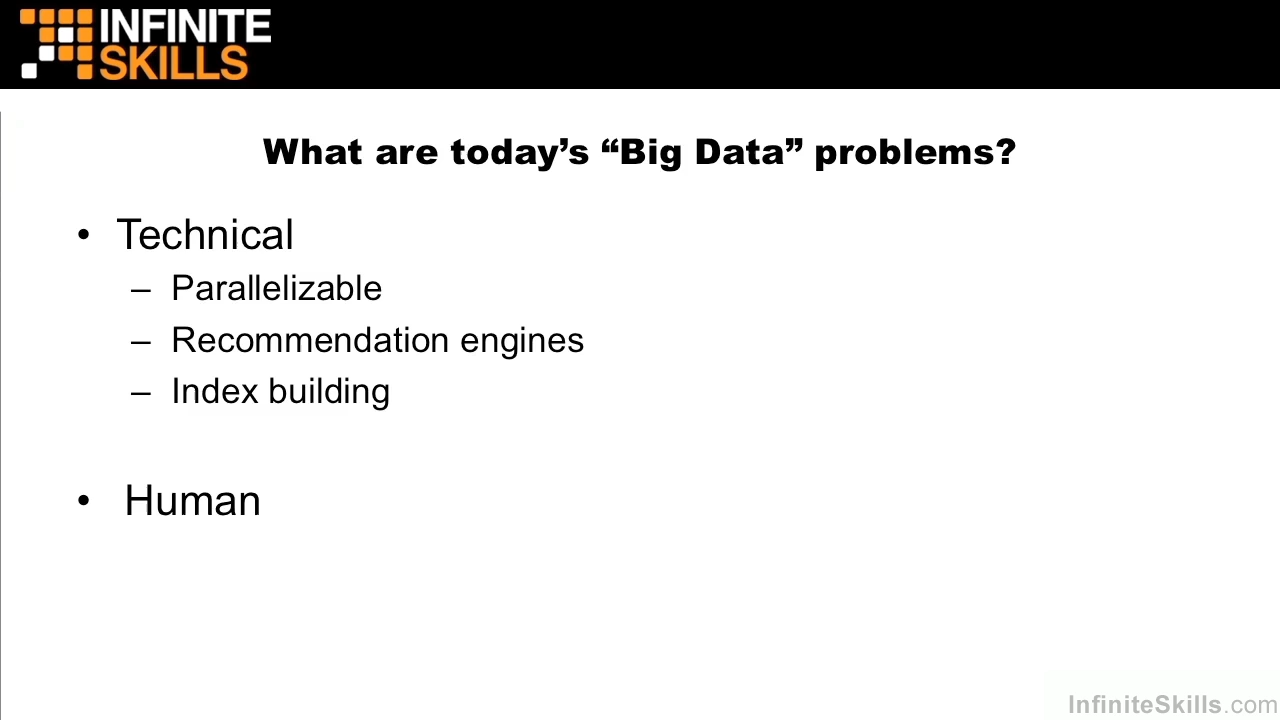 INFINITE
SKILLS
What are today’s “Big Data” problems?
• Technical
– Parallelizable
– Recommendation engines
– Index building
• Human
InfiniteSkills.com